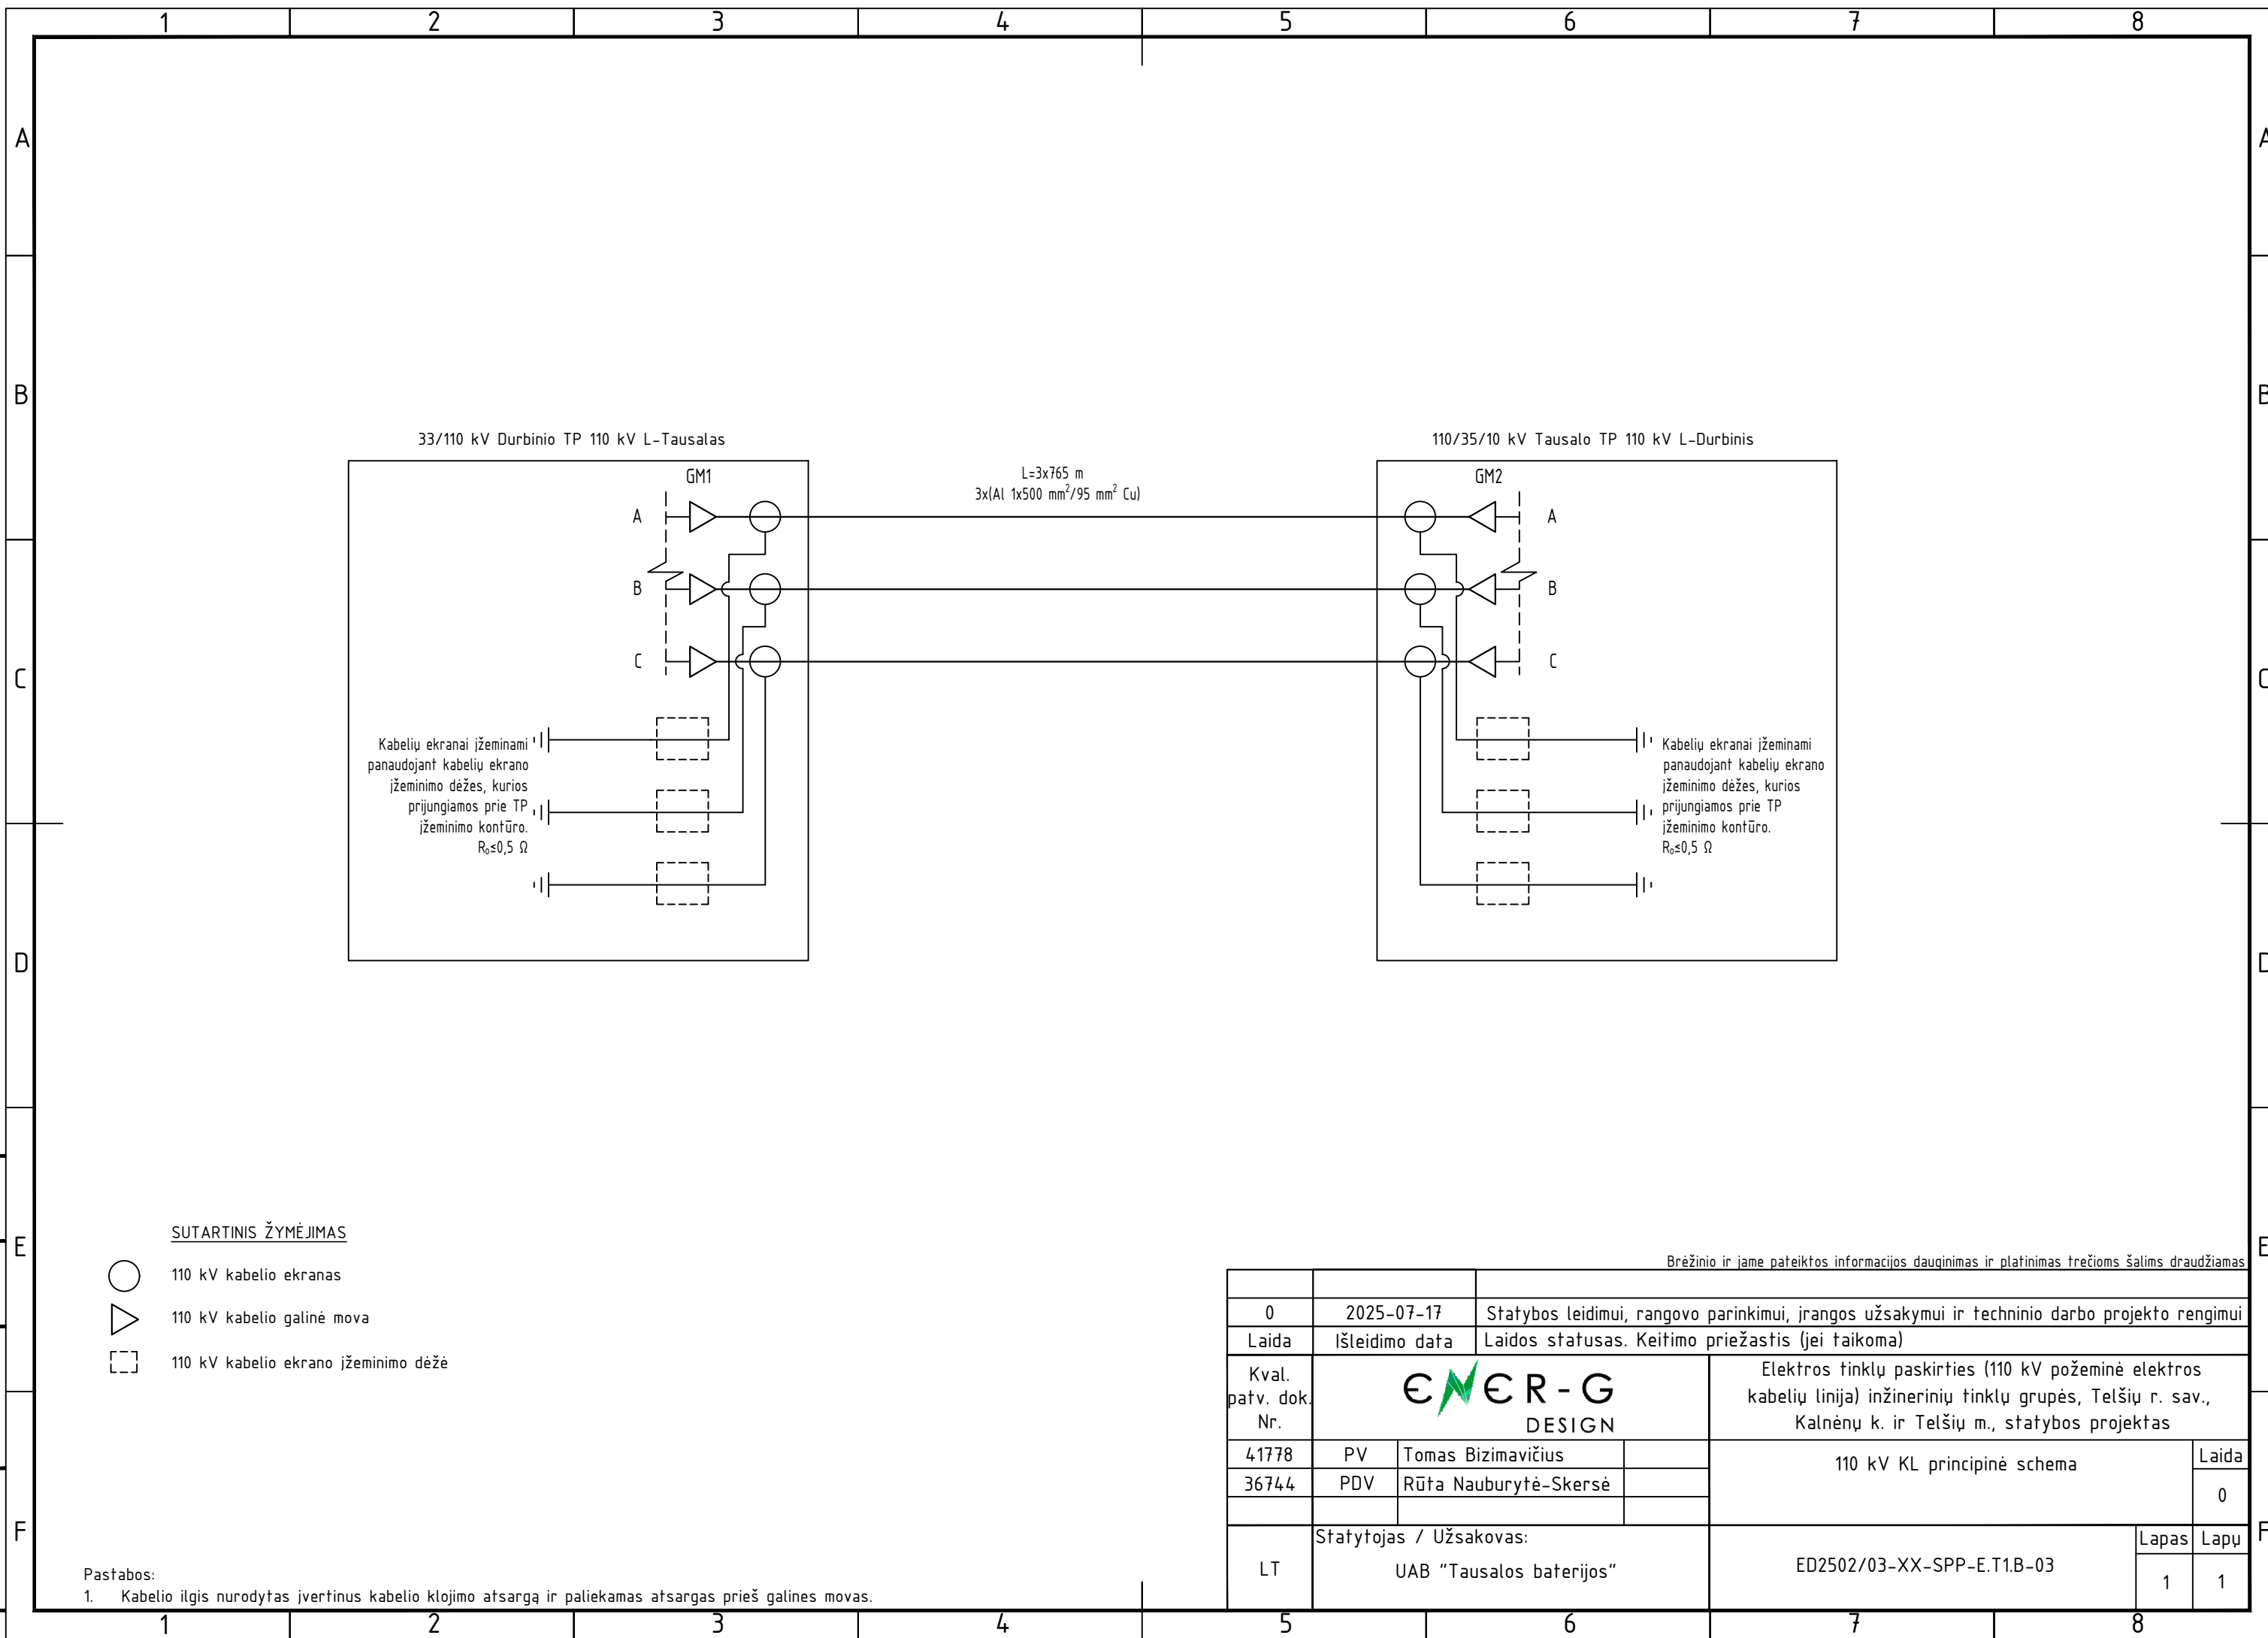 1 2 3 4 5 6 7 8
A A
B B
33/110 kV Durbinio TP 110 kV L-Tausalas
110/35/10 kV Tausalo TP 110 kV L-Durbinis
GM1
L=3x765 m
3x(Al 1x500 mm²/95 mm² Cu)
GM2
A A
B B
C C
C C
Kabelių ekranai įžeminami
panaudojant kabelių ekrano
įžeminimo dėžes, kurios
prijungiamos prie TP
įžeminimo kontūro.
R₀≤0,5 Ω
Kabelių ekranai įžeminami
panaudojant kabelių ekrano
įžeminimo dėžes, kurios
prijungiamos prie TP
įžeminimo kontūro.
R₀≤0,5 Ω
D D
SUTARTINIS ŽYMĖJIMAS
E E
110 kV kabelio ekranas
110 kV kabelio galinė mova
110 kV kabelio ekrano įžeminimo dėžė
Brėžinio ir jame pateiktos informacijos dauginimas ir platinimas trečioms šalims draudžiamas
0 2025-07-17 Statybos leidimui, rangovo parinkimui, įrangos užsakymui ir techninio darbo projekto rengimui
Laida Išleidimo data Laidos statusas. Keitimo priežastis (jei taikoma)
Kval.
patv. dok.
Nr.
ENER-G
DESIGN
Elektros tinklų paskirties (110 kV požeminė elektros
kabelių linija) inžinerinių tinklų grupės, Telšių r. sav.,
Kalnėnų k. ir Telšių m., statybos projektas
41778 PV Tomas Bizimavičius
36744 PDV Rūta Nauburytė-Skersė
110 kV KL principinė schema
Laida
0
F F
LT
Statytojas / Užsakovas:
UAB "Tausalos baterijos"
ED2502/03-XX-SPP-E.T1.B-03
Lapas Lapų
1 1
Pastabos:
1. Kabelio ilgis nurodytas įvertinus kabelio klojimo atsargą ir paliekamas atsargas prieš galines movas.
1 2 3 4 5 6 7 8